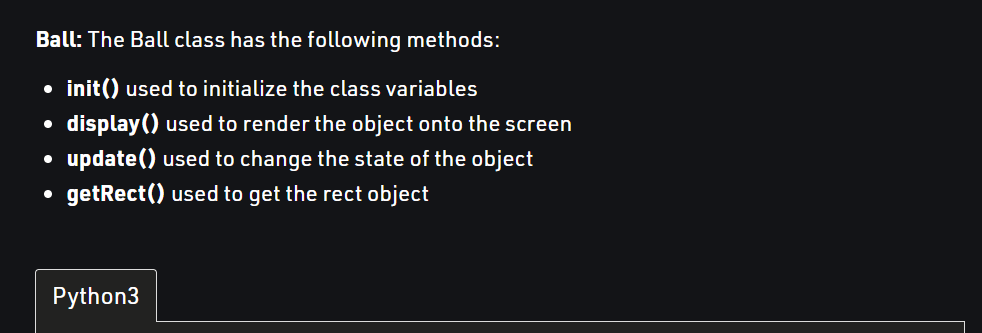 Ball: The Ball class has the following methods:
init() used to initialize the class variables
display() used to render the object onto the screen
update() used to change the state of the object
getRect() used to get the rect object
Python3